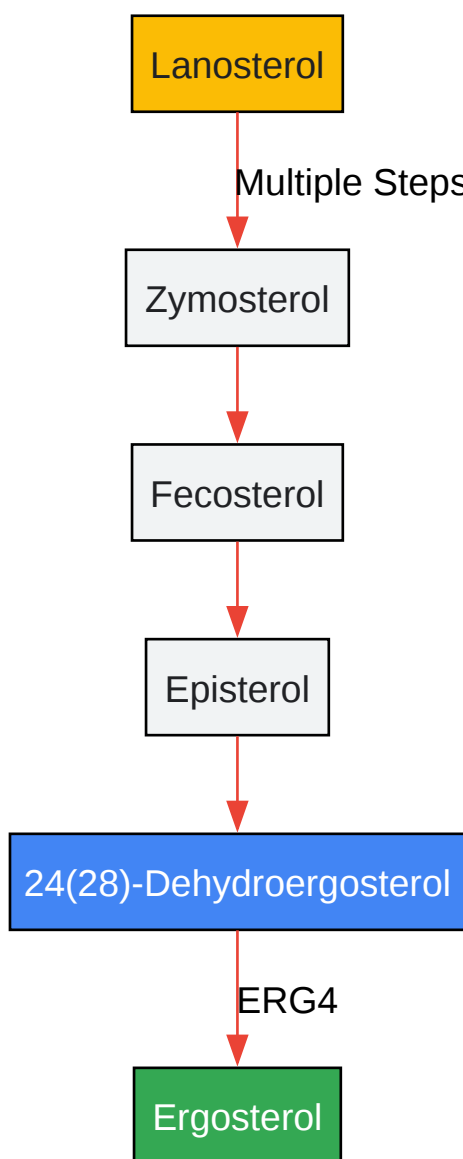 Lanosterol
Multiple Steps
Zymosterol
Fecosterol
Episterol
24(28)-Dehydroergosterol
ERG4
Ergosterol